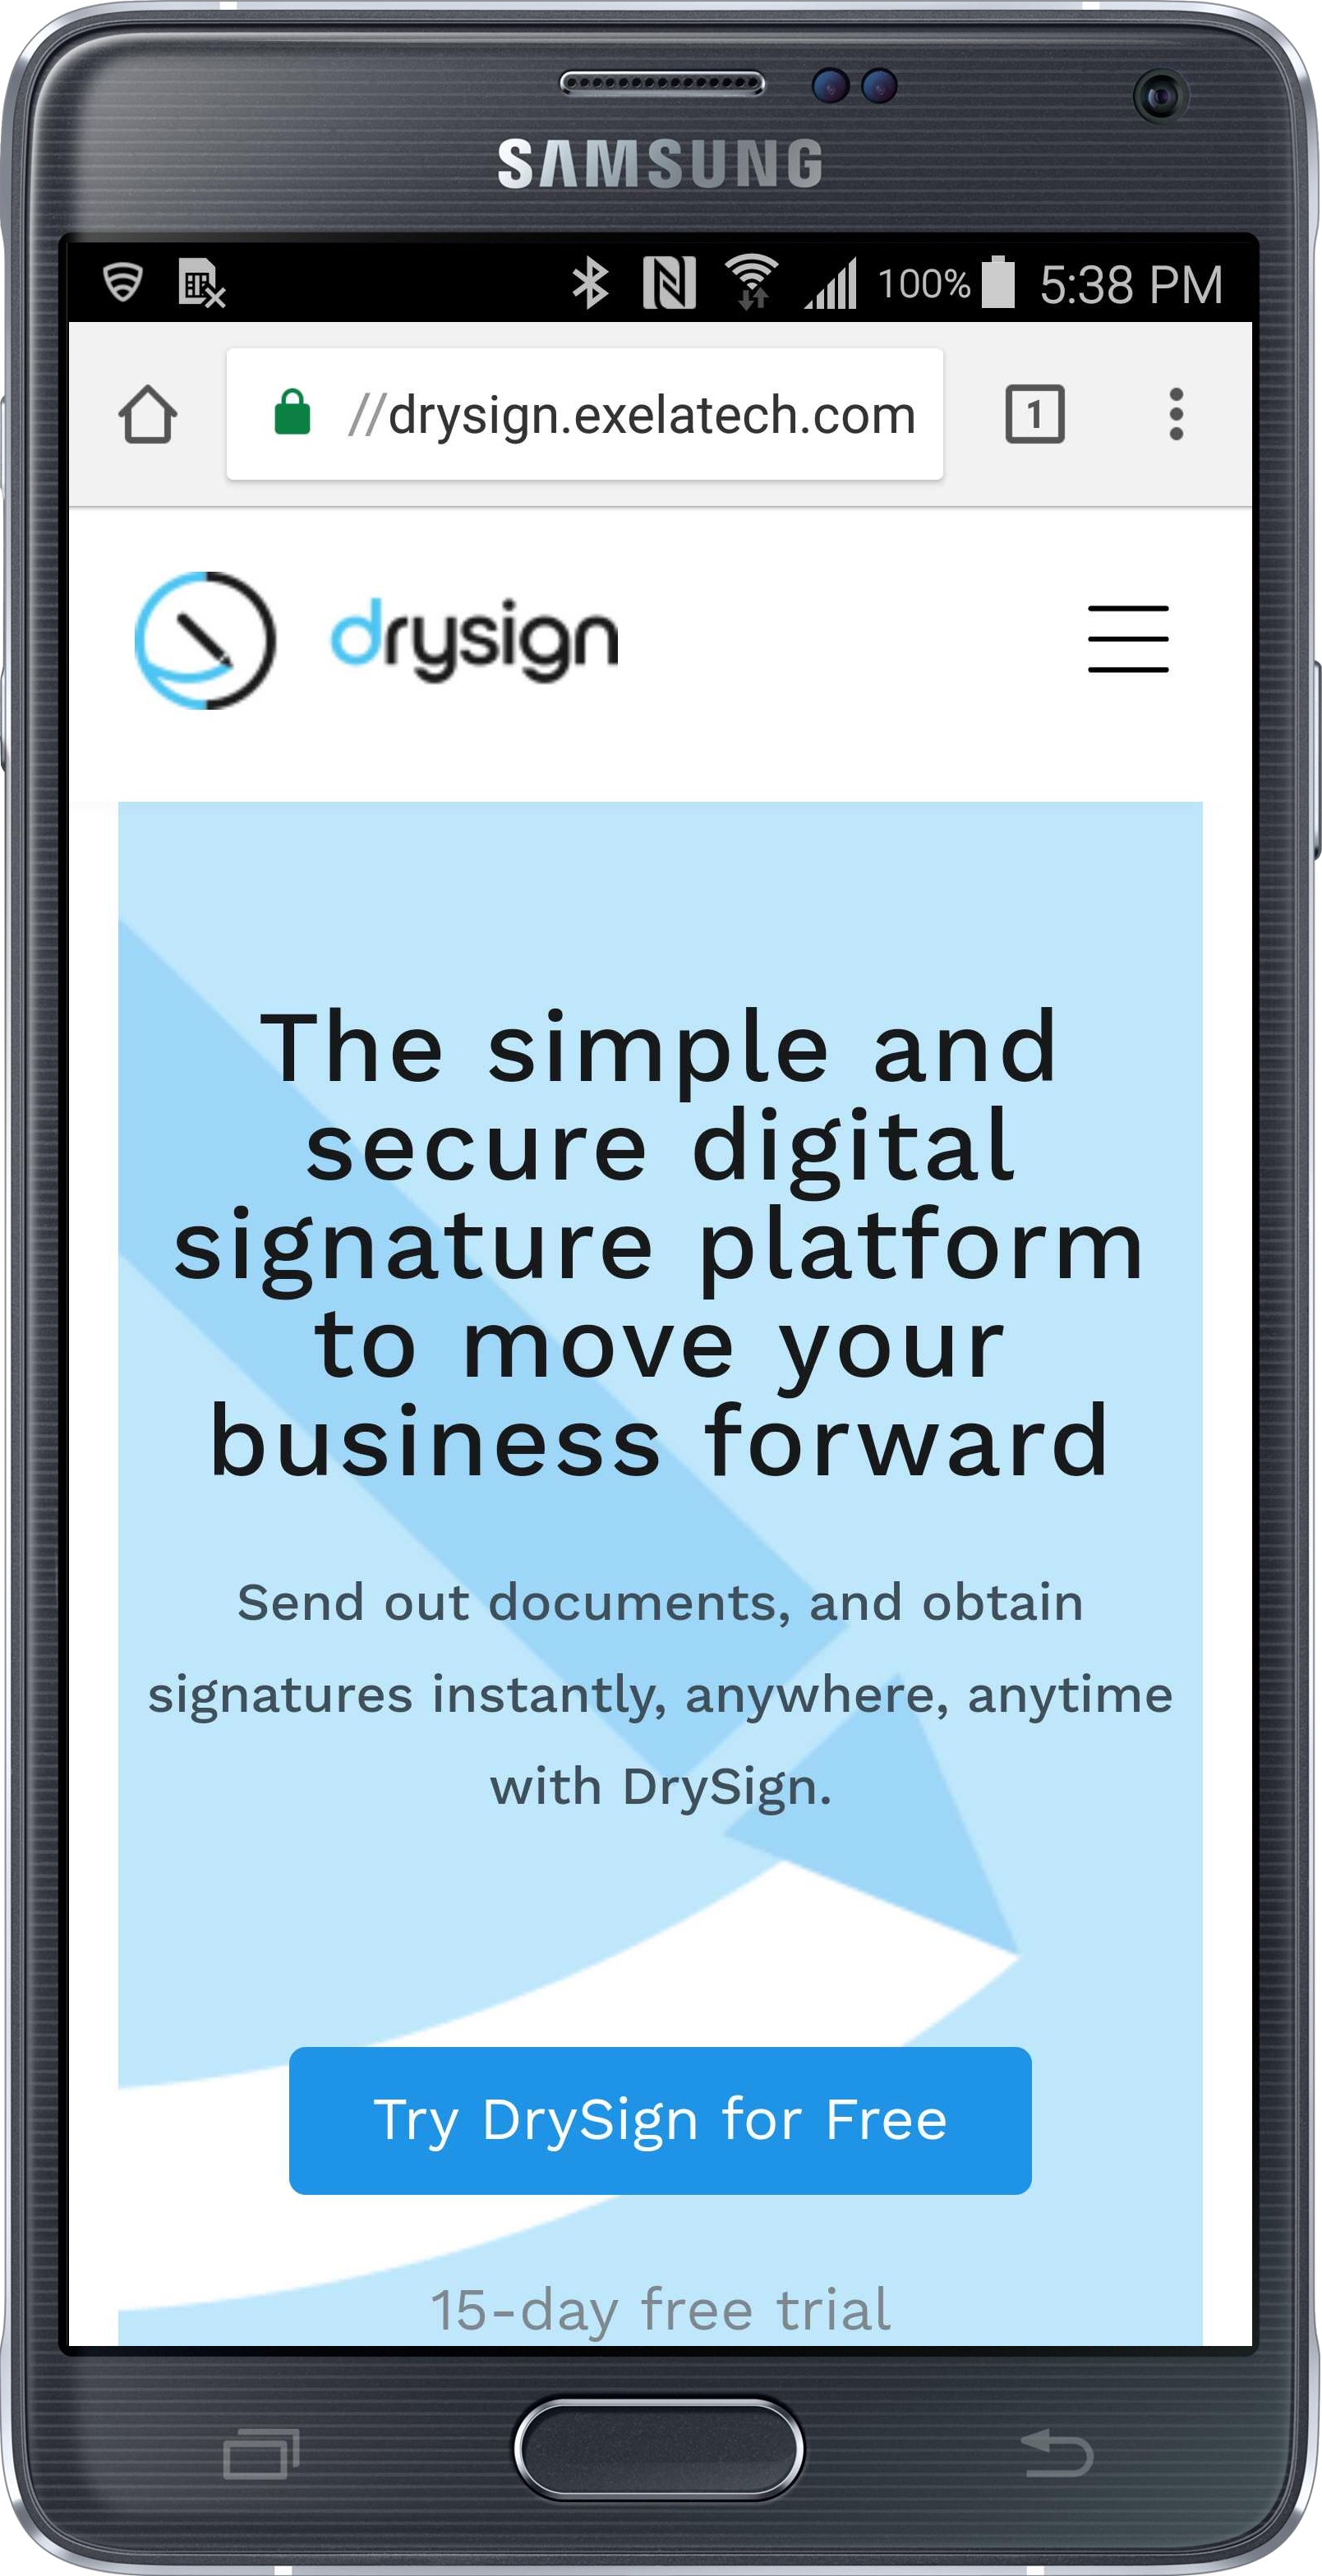 SAMSUNG
100% 5:38 PM
//drysign.exelatech.com
1
drysign
The simple and
secure digital
signature platform
to move your
business forward
Send out documents, and obtain
signatures instantly, anywhere, anytime
with DrySign.
Try DrySign for Free
15-day free trial